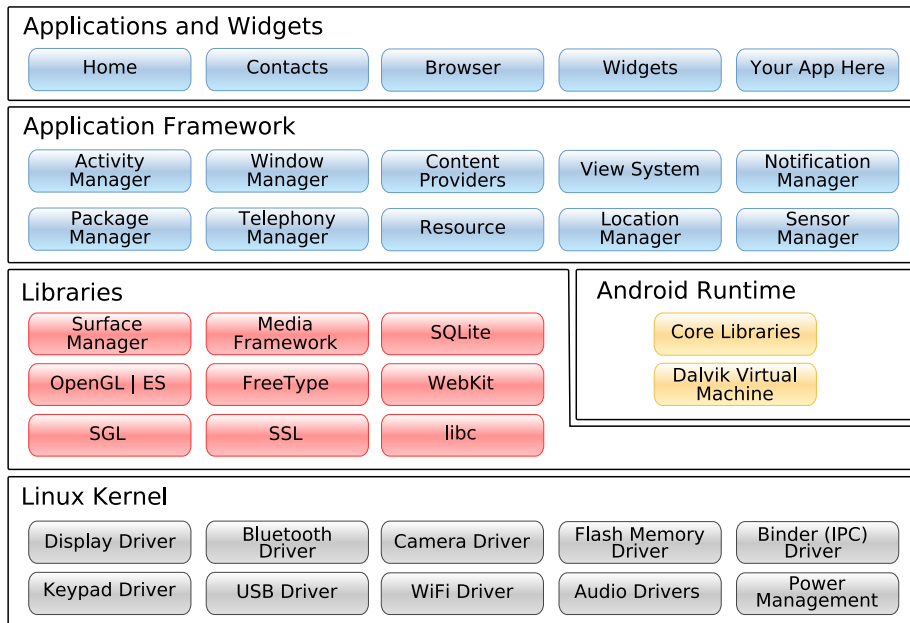 Applications and Widgets
Home
Contacts
Browser
Widgets
Your App Here
Application Framework
Activity
Manager
Window
Manager
Content
Providers
View System
Notification
Manager
Package
Manager
Telephony
Manager
Resource
Location
Manager
Sensor
Manager
Libraries
Surface
Manager
Media
Framework
SQLite
OpenGL | ES
FreeType
WebKit
SGL
SSL
libc
Android Runtime
Core Libraries
Dalvik Virtual
Machine
Linux Kernel
Display Driver
Bluetooth
Driver
Camera Driver
Flash Memory
Driver
Binder (IPC)
Driver
Keypad Driver
USB Driver
WiFi Driver
Audio Drivers
Power
Management